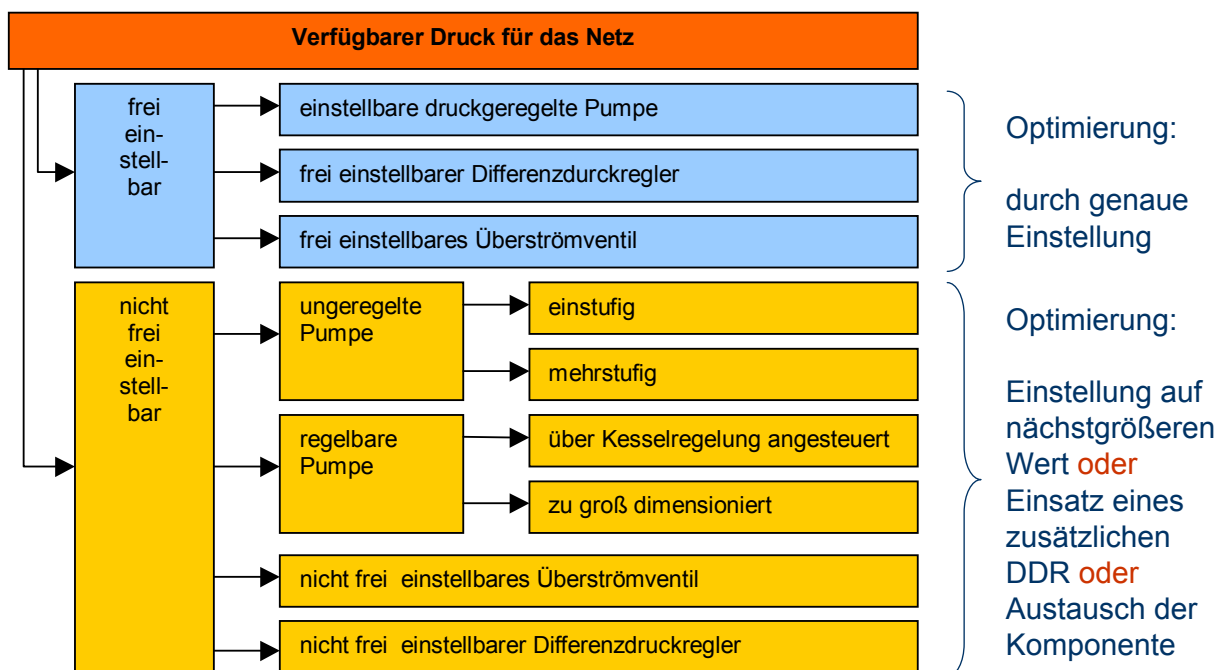 Verfügbarer Druck für das Netz
frei
ein-
stell-
bar
einstellbare druckgeregelte Pumpe
frei einstellbarer Differenzdurckregler
frei einstellbares Überströmventil
Optimierung:
durch genaue
Einstellung
nicht
frei
ein-
stell-
bar
ungeregelte
Pumpe
einstufig
mehrstufig
regelbare
Pumpe
über Kesselregelung angesteuert
zu groß dimensioniert
nicht frei einstellbares Überströmventil
nicht frei einstellbarer Differenzdruckregler
Optimierung:
Einstellung auf
nächstgrößeren
Wert oder
Einsatz eines
zusätzlichen
DDR oder
Austausch der
Komponente